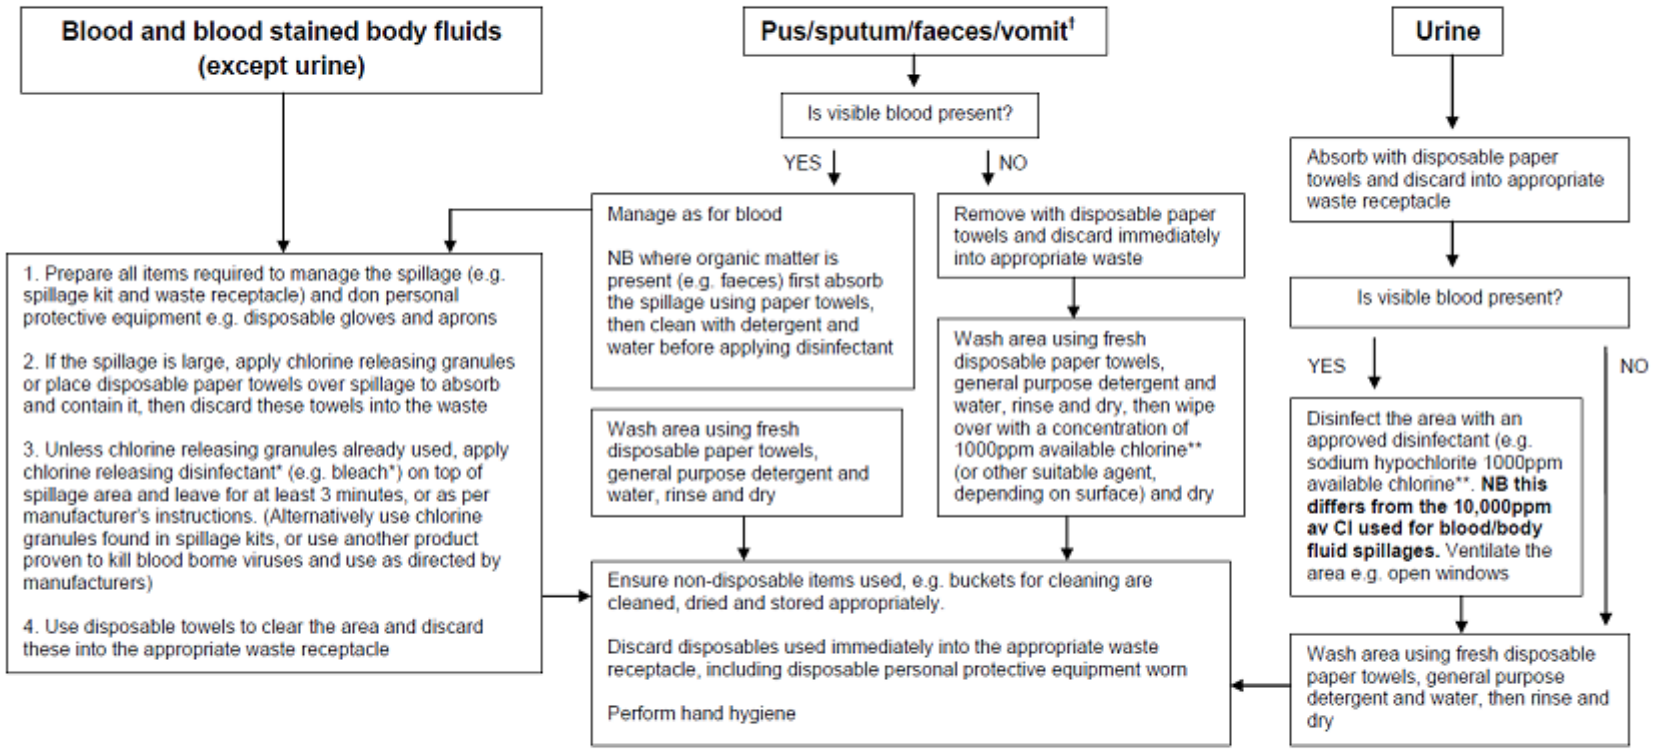 Blood and blood stained body fluids
(except urine)
1. Prepare all items required to manage the spillage (e.g.
spillage kit and waste receptacle) and don personal
protective equipment e.g. disposable gloves and aprons
2. If the spillage is large, apply chlorine releasing granules
or place disposable paper towels over spillage to absorb
and contain it, then discard these towels into the waste
3. Unless chlorine releasing granules already used, apply
chlorine releasing disinfectant* (e.g. bleach*) on top of
spillage area and leave for at least 3 minutes, or as per
manufacturer's instructions. (Alternatively use chlorine
granules found in spillage kits, or use another product
proven to kill blood borne viruses and use as directed by
manufacturers)
4. Use disposable towels to clear the area and discard
these into the appropriate waste receptacle
Pus/sputum/faeces/vomit†
Is visible blood present?
YES
NO
Manage as for blood
NB where organic matter is
present (e.g. faeces) first absorb
the spillage using paper towels,
then clean with detergent and
water before applying disinfectant
Wash area using fresh
disposable paper towels,
general purpose detergent and
water, rinse and dry
Remove with disposable paper
towels and discard immediately
into appropriate waste
Wash area using fresh
disposable paper towels,
general purpose detergent and
water, rinse and dry, then wipe
over with a concentration of
1000ppm available chlorine**
(or other suitable agent,
depending on surface) and dry
Ensure non-disposable items used, e.g. buckets for cleaning are
cleaned, dried and stored appropriately.
Discard disposables used immediately into the appropriate waste
receptacle, including disposable personal protective equipment worn
Perform hand hygiene
Urine
Absorb with disposable paper
towels and discard into appropriate
waste receptacle
Is visible blood present?
YES
NO
Disinfect the area with an
approved disinfectant (e.g.
sodium hypochlorite 1000ppm
available chlorine**. NB this
differs from the 10,000ppm
av Cl used for blood/body
fluid spillages. Ventilate the
area e.g. open windows
Wash area using fresh disposable
paper towels, general purpose
detergent and water, then rinse and
dry